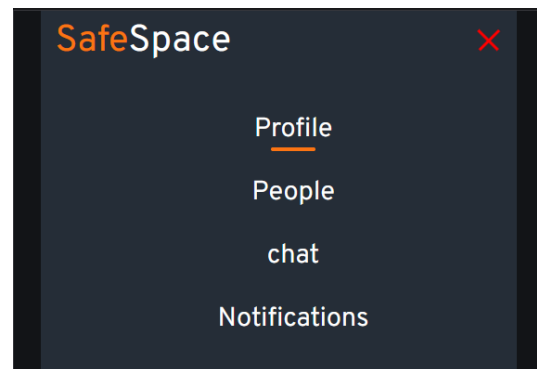 SafeSpace
Profile
People
chat
Notifications